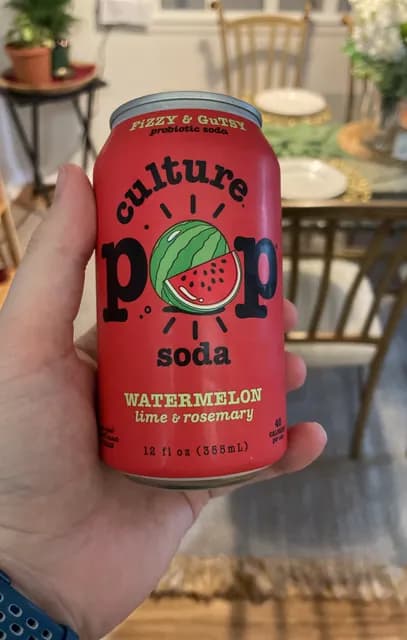 FiZZY & GuTSY
probiotic soda
culture
pop
soda
WATERMELON
lime & rosemary
12 fl oz (355mL)